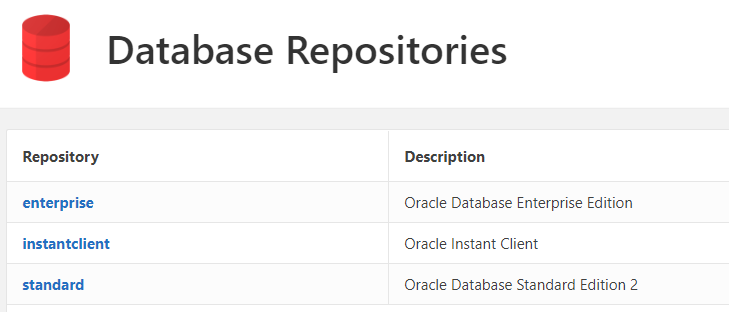 Database Repositories
Repository Description
enterprise Oracle Database Enterprise Edition
instantclient Oracle Instant Client
standard Oracle Database Standard Edition 2